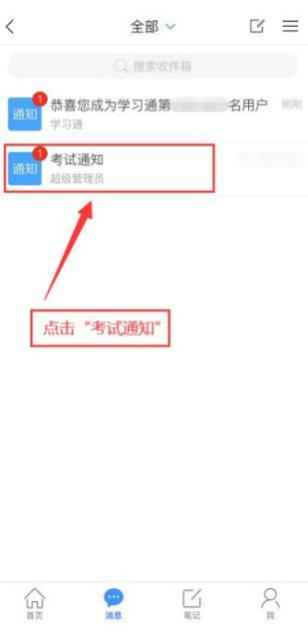 全部
搜索收件箱
通知
1
恭喜您成为学习通第
名用户
刚刚
学习通
通知
1
考试通知
超级管理员
点击“考试通知”
首页
消息
笔记
我